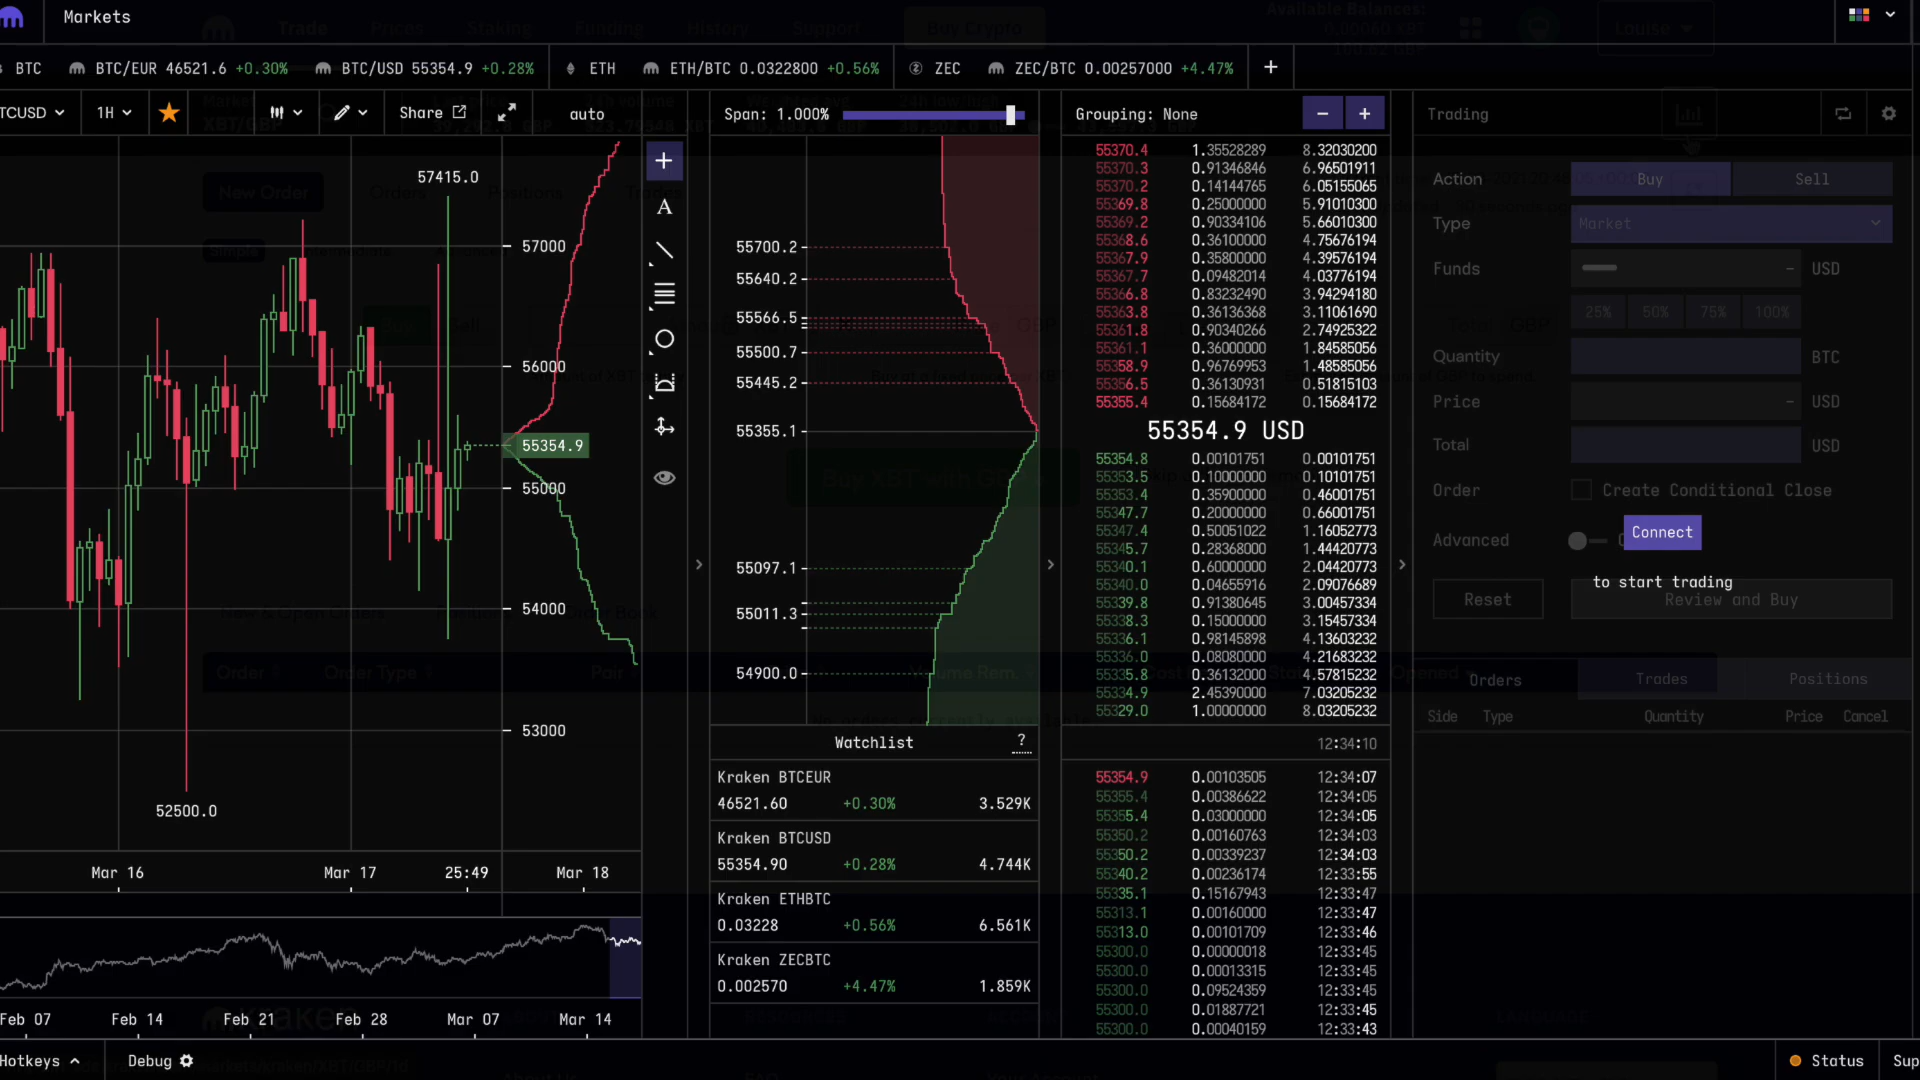 Markets
BTC BTC/EUR 46521.6 +0.30% BTC/USD 55354.9 +0.28% ETH ETH/BTC 0.0322800 +0.56% ZEC ZEC/BTC 0.00257000 +4.47% +
TCUSD 1H Share auto
57415.0
57000
56000
55354.9
55000
54000
53000
52500.0
Mar 16 Mar 17 25:49 Mar 18
Feb 07 Feb 14 Feb 21 Feb 28 Mar 07 Mar 14
Span: 1.000%
55700.2
55640.2
55566.5
55500.7
55445.2
55355.1
55097.1
55011.3
54900.0
Watchlist ?
Kraken BTCEUR
46521.60 +0.30% 3.529K
Kraken BTCUSD
55354.90 +0.28% 4.744K
Kraken ETHBTC
0.03228 +0.56% 6.561K
Kraken ZECBTC
0.002570 +4.47% 1.859K
Grouping: None − +
55370.4 1.35528289 8.32030200
55370.3 0.91346846 6.96501911
55370.2 0.14144765 6.05155065
55369.8 0.25000000 5.91010300
55369.2 0.90334106 5.66010300
55368.6 0.36100000 4.75676194
55367.9 0.35800000 4.39576194
55367.7 0.09482014 4.03776194
55366.8 0.83232490 3.94294180
55363.8 0.36136368 3.11061690
55361.8 0.90340266 2.74925322
55361.1 0.36000000 1.84585056
55358.9 0.96769953 1.48585056
55356.5 0.36130931 0.51815103
55355.4 0.15684172 0.15684172
55354.9 USD
55354.8 0.00101751 0.00101751
55353.5 0.10000000 0.10101751
55353.4 0.35900000 0.46001751
55347.7 0.20000000 0.66001751
55347.4 0.50051022 1.16052773
55345.7 0.28368000 1.44420773
55340.1 0.60000000 2.04420773
55340.0 0.04655916 2.09076689
55339.8 0.91380645 3.00457334
55338.3 0.15000000 3.15457334
55336.1 0.98145898 4.13603232
55336.0 0.08080000 4.21683232
55335.8 0.36132000 4.57815232
55334.9 2.45390000 7.03205232
55329.0 1.00000000 8.03205232
12:34:10
55354.9 0.00103505 12:34:07
55355.4 0.00386622 12:34:05
55355.4 0.03000000 12:34:05
55350.2 0.00160763 12:34:03
55350.2 0.00339237 12:34:03
55340.2 0.00236174 12:33:55
55335.1 0.15167943 12:33:47
55313.1 0.00160000 12:33:47
55313.0 0.00101709 12:33:46
55300.0 0.00000018 12:33:45
55300.0 0.00013315 12:33:45
55300.0 0.09524359 12:33:45
55300.0 0.01887721 12:33:45
55300.0 0.00040159 12:33:43
Trading
Action Buy Sell
Type Market
Funds – USD
25% 50% 75% 100%
Quantity BTC
Price – USD
Total USD
Order Create Conditional Close
Advanced Connect
to start trading
Reset Review and Buy
Orders Trades Positions
Side Type Quantity Price Cancel
Hotkeys Debug Status Sup